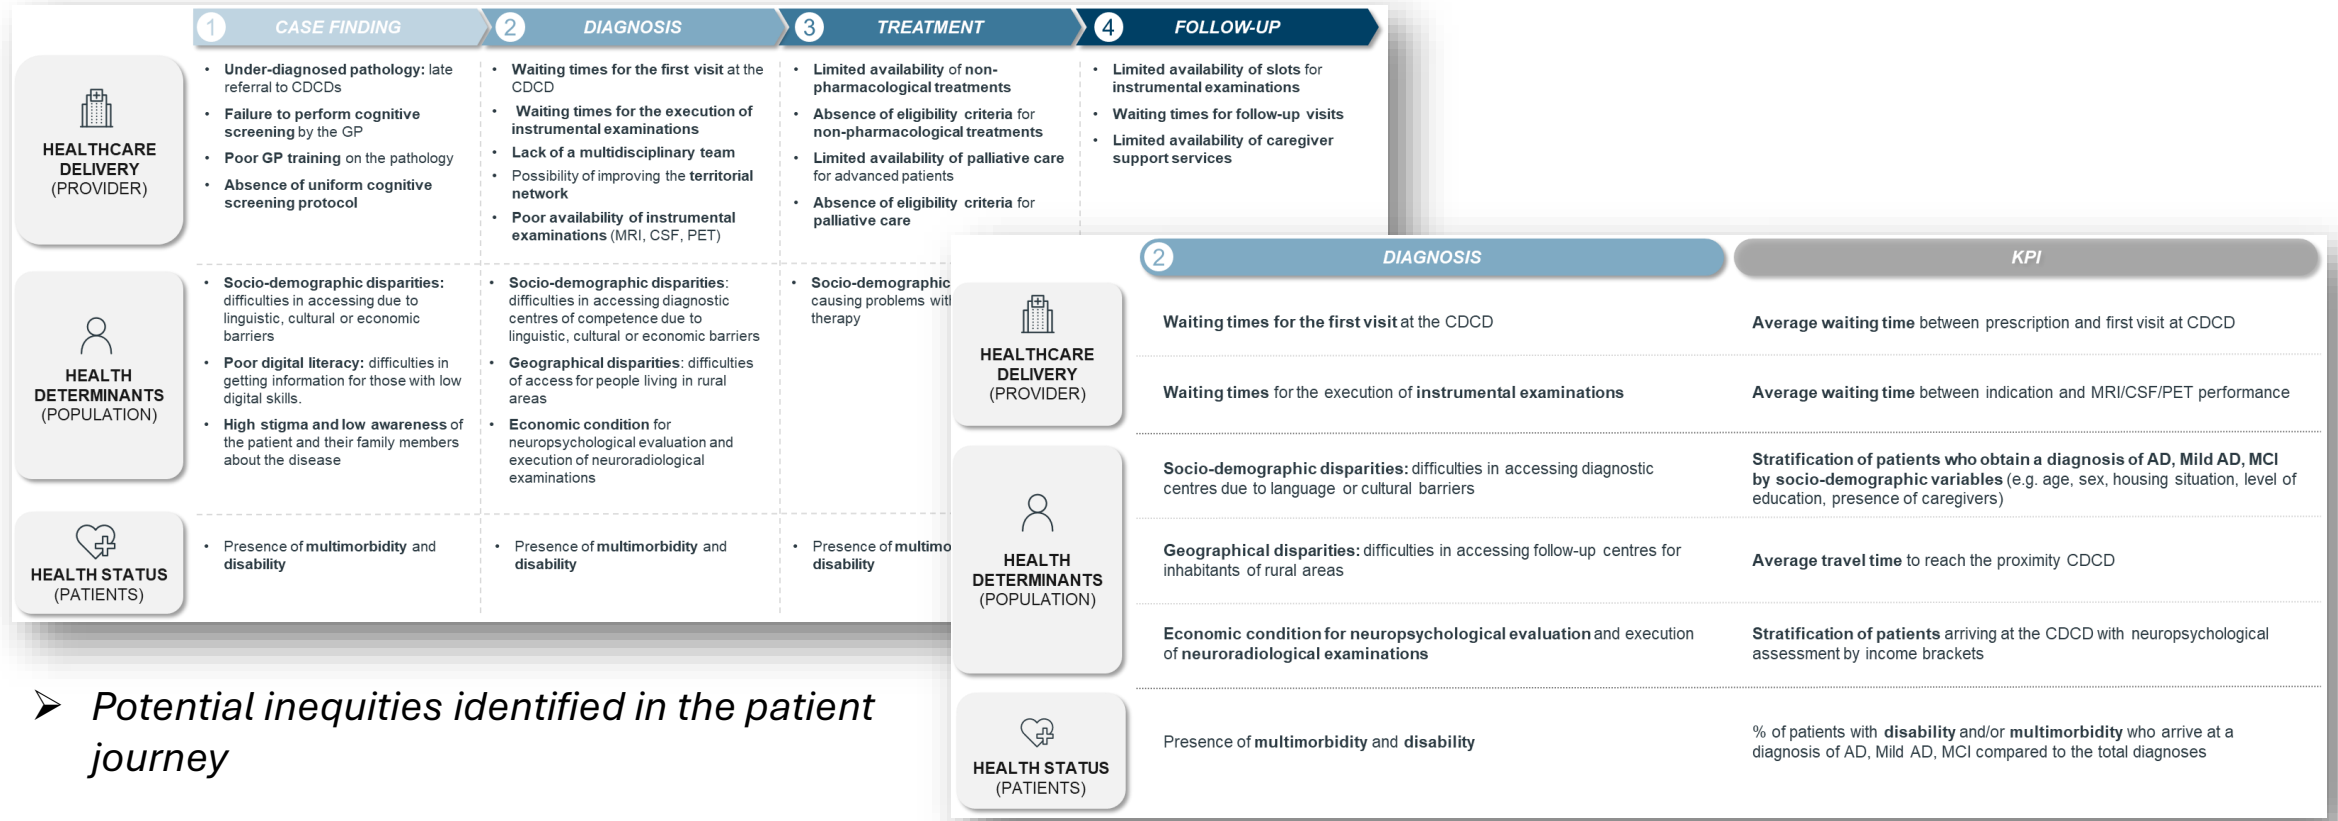 1 CASE FINDING
2 DIAGNOSIS
3 TREATMENT
4 FOLLOW-UP
HEALTHCARE
DELIVERY
(PROVIDER)
• Under-diagnosed pathology: late
referral to CDCDs
• Failure to perform cognitive
screening by the GP
• Poor GP training on the pathology
• Absence of uniform cognitive
screening protocol
• Waiting times for the first visit at the
CDCD
• Waiting times for the execution of
instrumental examinations
• Lack of a multidisciplinary team
• Possibility of improving the territorial
network
• Poor availability of instrumental
examinations (MRI, CSF, PET)
• Limited availability of non-
pharmacological treatments
• Absence of eligibility criteria for
non-pharmacological treatments
• Limited availability of palliative care
for advanced patients
• Absence of eligibility criteria for
palliative care
• Limited availability of slots for
instrumental examinations
• Waiting times for follow-up visits
• Limited availability of caregiver
support services
HEALTH
DETERMINANTS
(POPULATION)
• Socio-demographic disparities:
difficulties in accessing due to
linguistic, cultural or economic
barriers
• Poor digital literacy: difficulties in
getting information for those with low
digital skills.
• High stigma and low awareness of
the patient and their family members
about the disease
• Socio-demographic disparities:
difficulties in accessing diagnostic
centres of competence due to
linguistic, cultural or economic barriers
• Geographical disparities: difficulties
of access for people living in rural
areas
• Economic condition for
neuropsychological evaluation and
execution of neuroradiological
examinations
• Socio-demographic
causing problems
therapy
HEALTH STATUS
(PATIENTS)
• Presence of multimorbidity and
disability
• Presence of multimorbidity and
disability
• Presence of
disability
2 DIAGNOSIS
KPI
HEALTHCARE
DELIVERY
(PROVIDER)
Waiting times for the first visit at the CDCD
Average waiting time between prescription and first visit at CDCD
Waiting times for the execution of instrumental examinations
Average waiting time between indication and MRI/CSF/PET performance
HEALTH
DETERMINANTS
(POPULATION)
Socio-demographic disparities: difficulties in accessing diagnostic
centres due to language or cultural barriers
Stratification of patients who obtain a diagnosis of AD, Mild AD, MCI
by socio-demographic variables (e.g. age, sex, housing situation, level of
education, presence of caregivers)
Geographical disparities: difficulties in accessing follow-up centres for
inhabitants of rural areas
Average travel time to reach the proximity CDCD
Economic condition for neuropsychological evaluation and execution
of neuroradiological examinations
Stratification of patients arriving at the CDCD with neuropsychological
assessment by income brackets
HEALTH STATUS
(PATIENTS)
Presence of multimorbidity and disability
% of patients with disability and/or multimorbidity who arrive at a
diagnosis of AD, Mild AD, MCI compared to the total diagnoses
➢ Potential inequities identified in the patient
journey